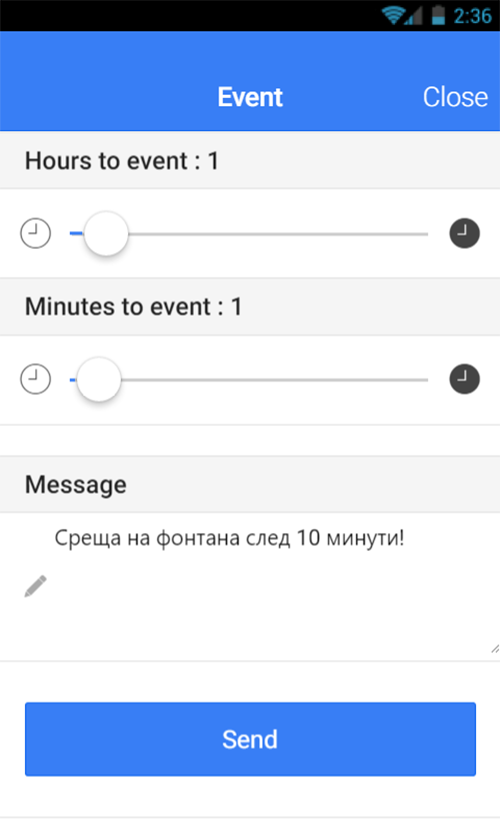 2:36
Event
Close
Hours to event : 1
Minutes to event : 1
Message
Среща на фонтана след 10 минути!
Send